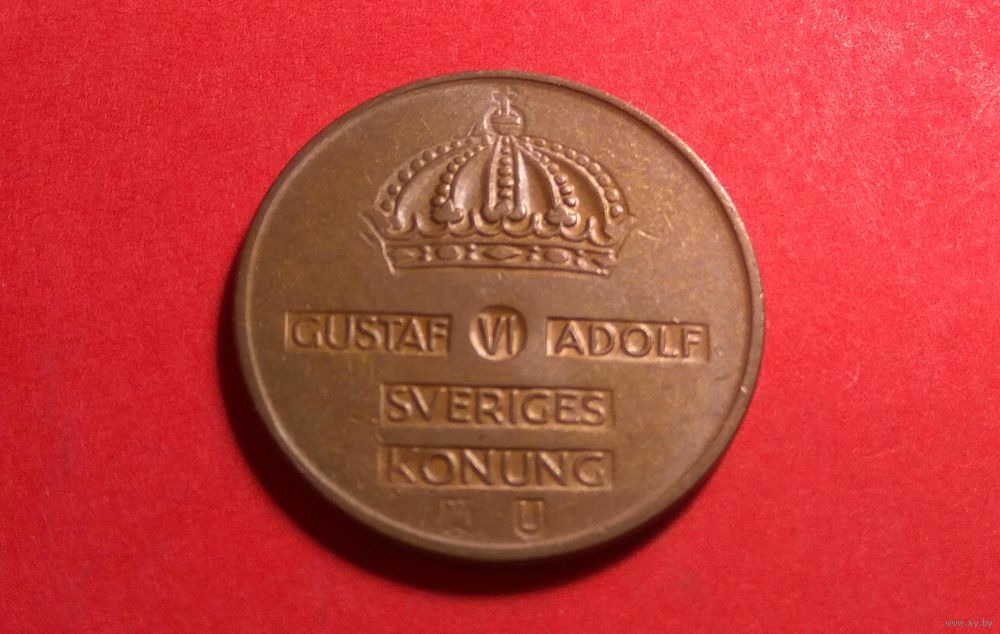 GUSTAF VI ADOLF
SVERIGES
KONUNG
U
www.ay.by